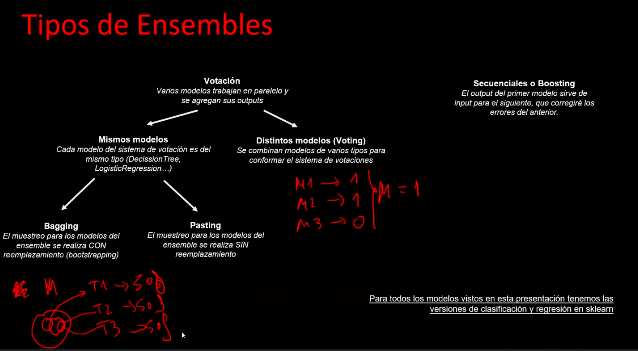 Tipos de Ensembles
Votación
Varios modelos trabajan en paralelo y
se agregan sus outputs
Secuenciales o Boosting
El output del primer modelo sirve de
input para el siguiente, que corregirá los
errores del anterior.
Mismos modelos
Cada modelo del sistema de votación es del
mismo tipo (DecissionTree,
LogisticRegression…)
Distintos modelos (Voting)
Se combinan modelos de varios tipos para
conformar el sistema de votaciones
M1 → 1
M2 → 1
M3 → 0
M = 1
Bagging
El muestreo para los modelos del
ensemble se realiza CON
reemplazamiento (bootstrapping)
Pasting
El muestreo para los modelos del
ensemble se realiza SIN
reemplazamiento
M
T1 →
T2 →
T3 →
Para todos los modelos vistos en esta presentación tenemos las
versiones de clasificación y regresión en sklearn